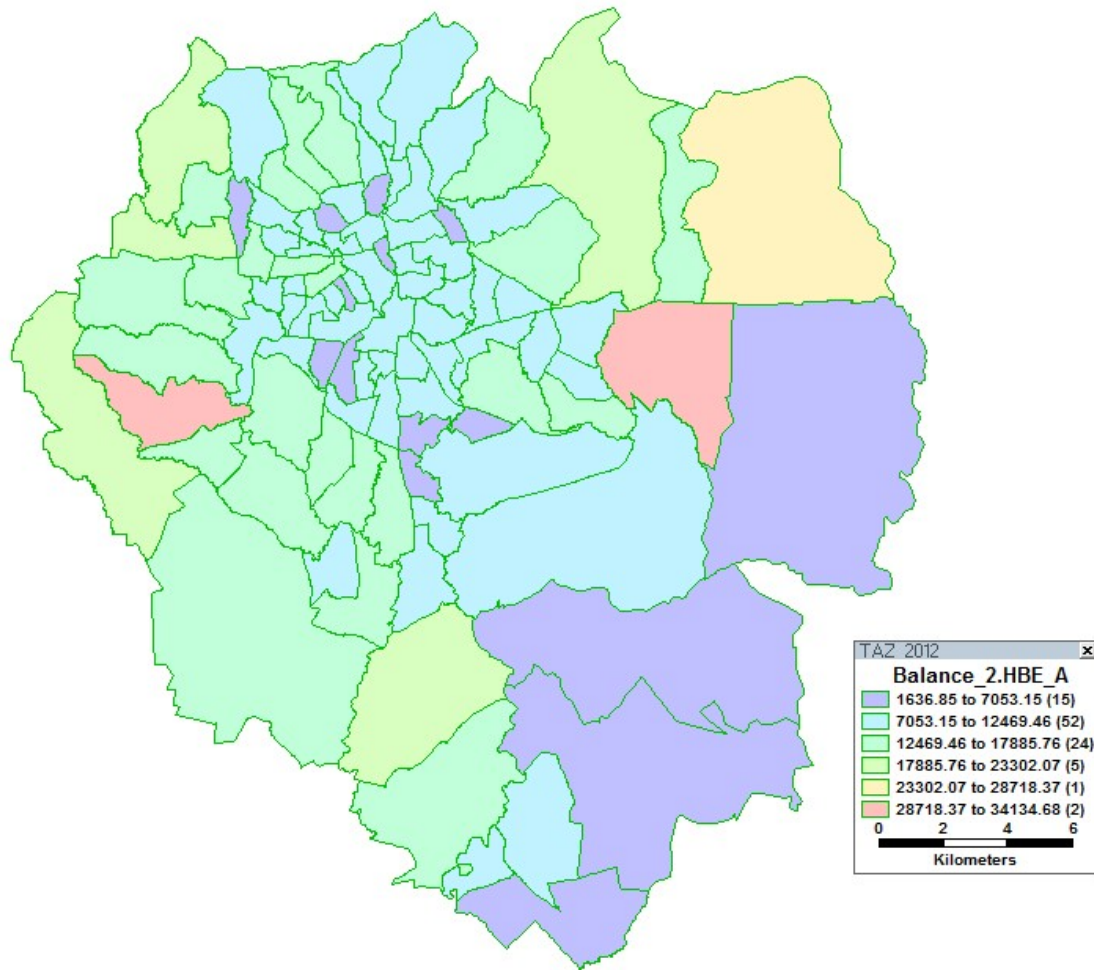 TAZ 2012
Balance_2.HBE_A
1636.85 to 7053.15 (15)
7053.15 to 12469.46 (52)
12469.46 to 17885.76 (24)
17885.76 to 23302.07 (5)
23302.07 to 28718.37 (1)
28718.37 to 34134.68 (2)
0 2 4 6
Kilometers